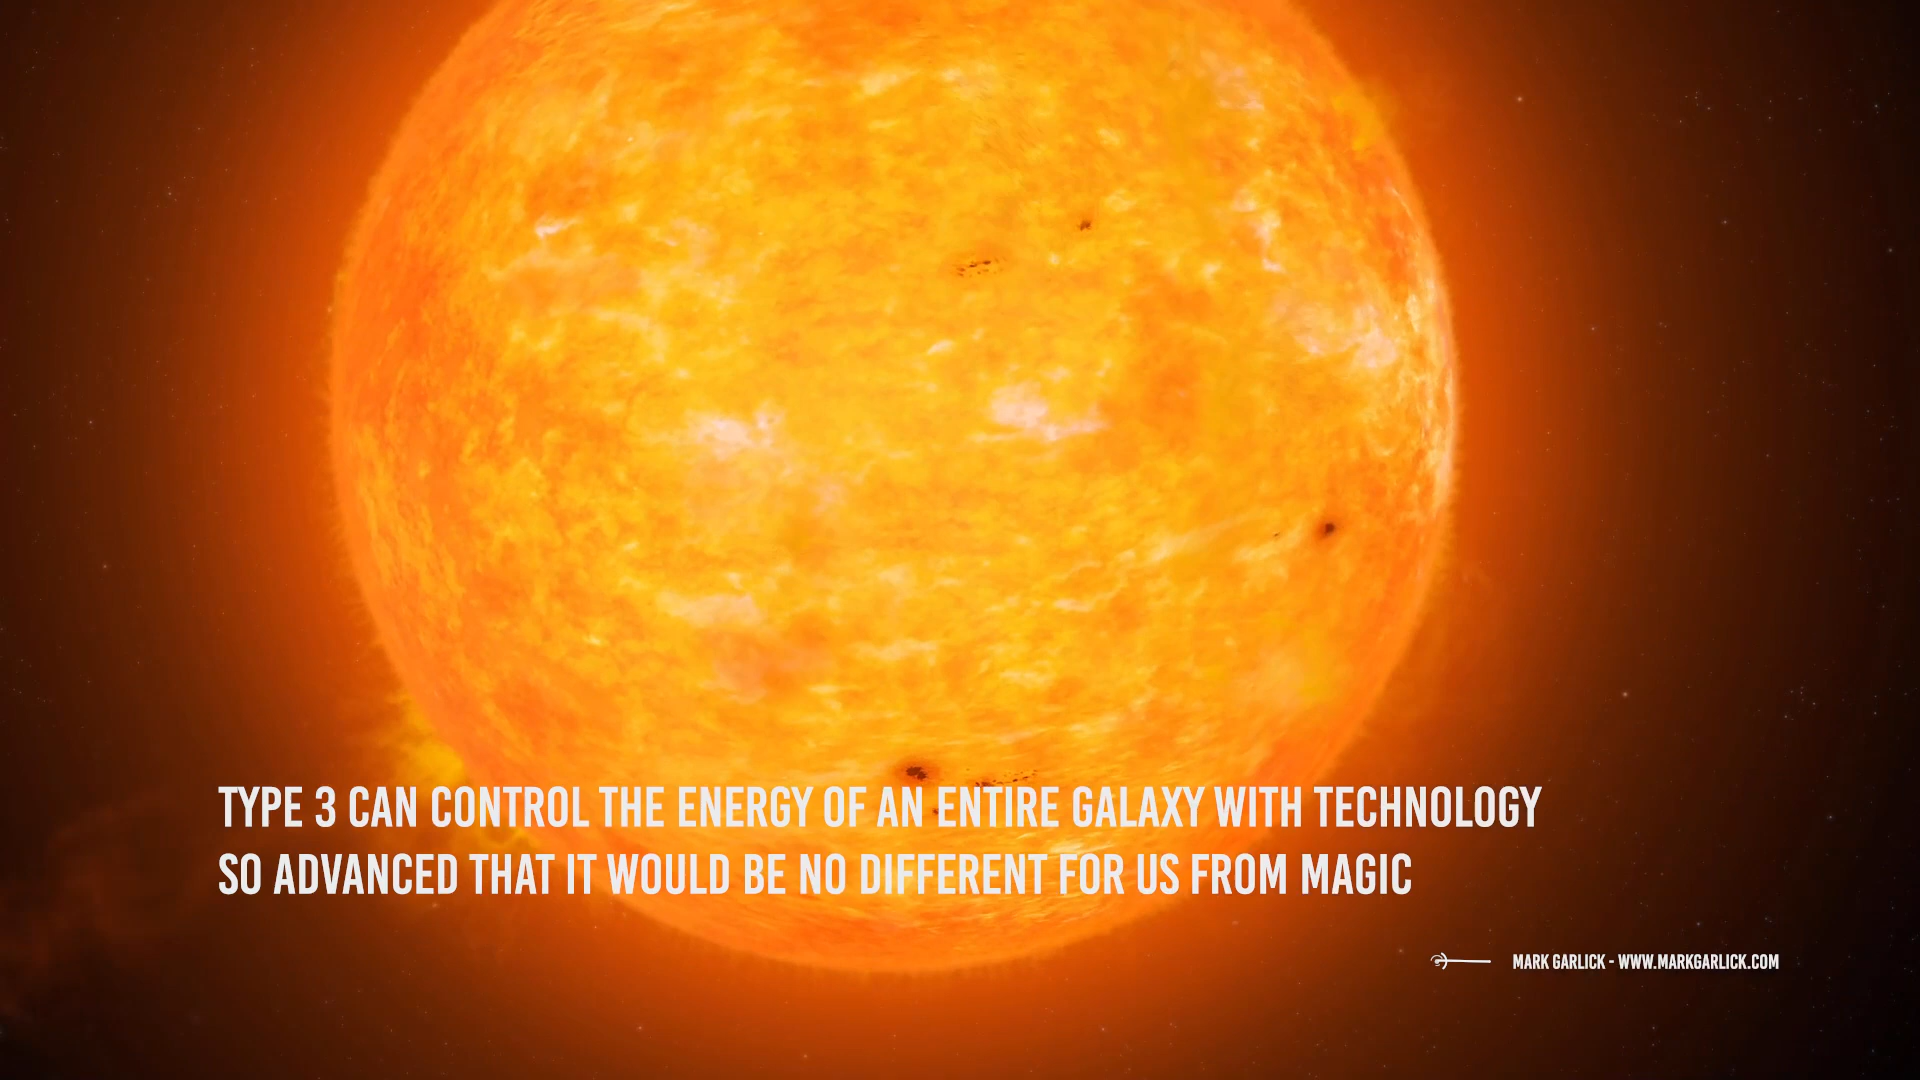 TYPE 3 CAN CONTROL THE ENERGY OF AN ENTIRE GALAXY WITH TECHNOLOGY
SO ADVANCED THAT IT WOULD BE NO DIFFERENT FOR US FROM MAGIC
MARK GARLICK - WWW.MARKGARLICK.COM